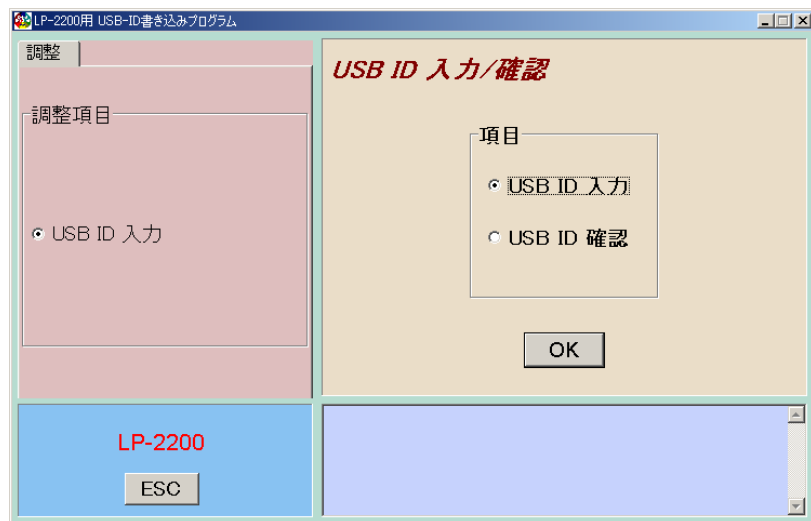 LP-2200用 USB-ID書き込みプログラム
調整
調整項目
USB ID 入力
USB ID 入力/確認
項目
USB ID 入力
USB ID 確認
OK
LP-2200
ESC